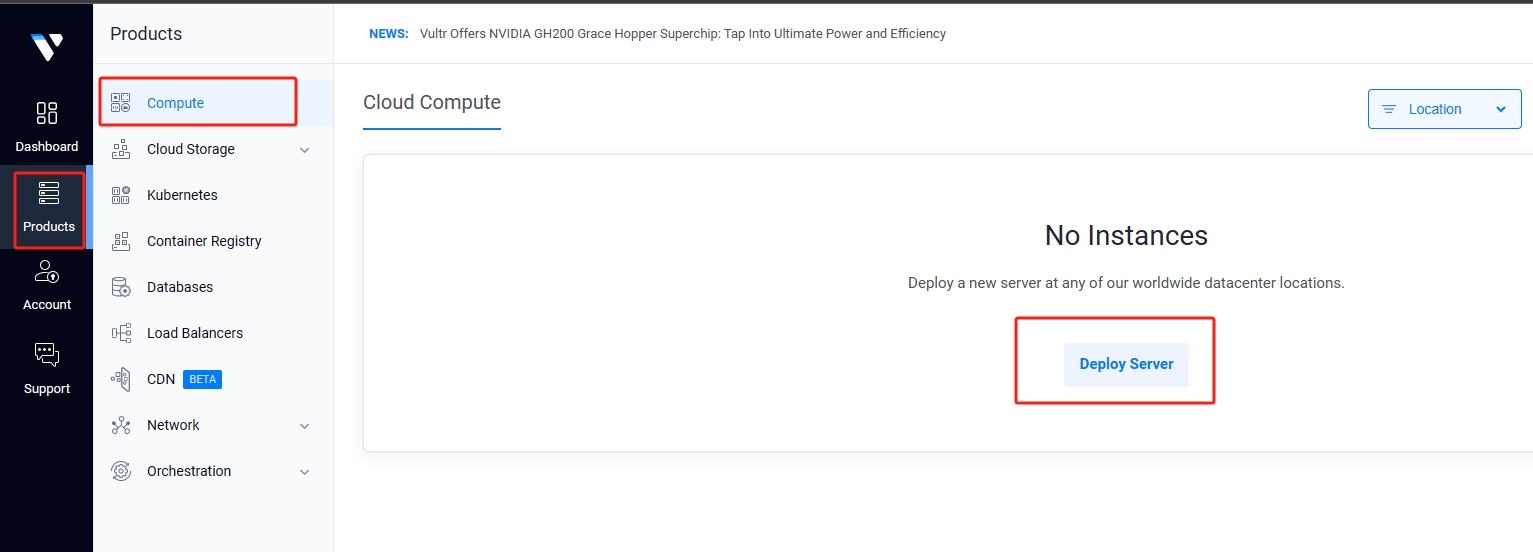 Dashboard
Products
Account
Support
Products
Compute
Cloud Storage
Kubernetes
Container Registry
Databases
Load Balancers
CDN BETA
Network
Orchestration
NEWS: Vultr Offers NVIDIA GH200 Grace Hopper Superchip: Tap Into Ultimate Power and Efficiency
Cloud Compute
Location
No Instances
Deploy a new server at any of our worldwide datacenter locations.
Deploy Server